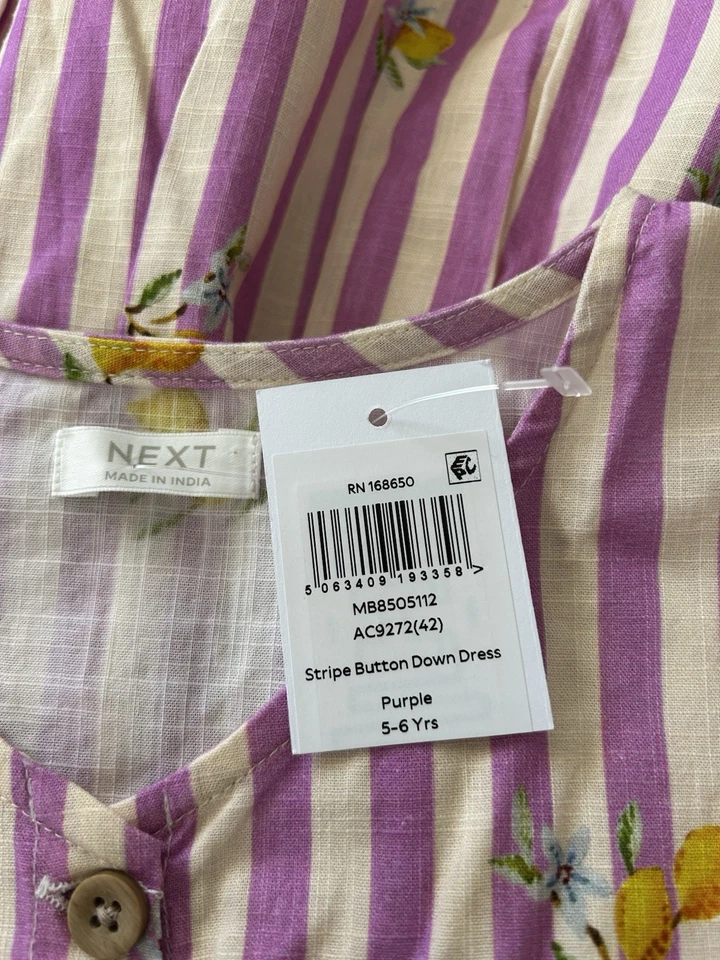 NEXT
MADE IN INDIA
RN 168650
EPC
5 063409 193358 >
MB8505112
AC9272(42)
Stripe Button Down Dress
Purple
5-6 Yrs